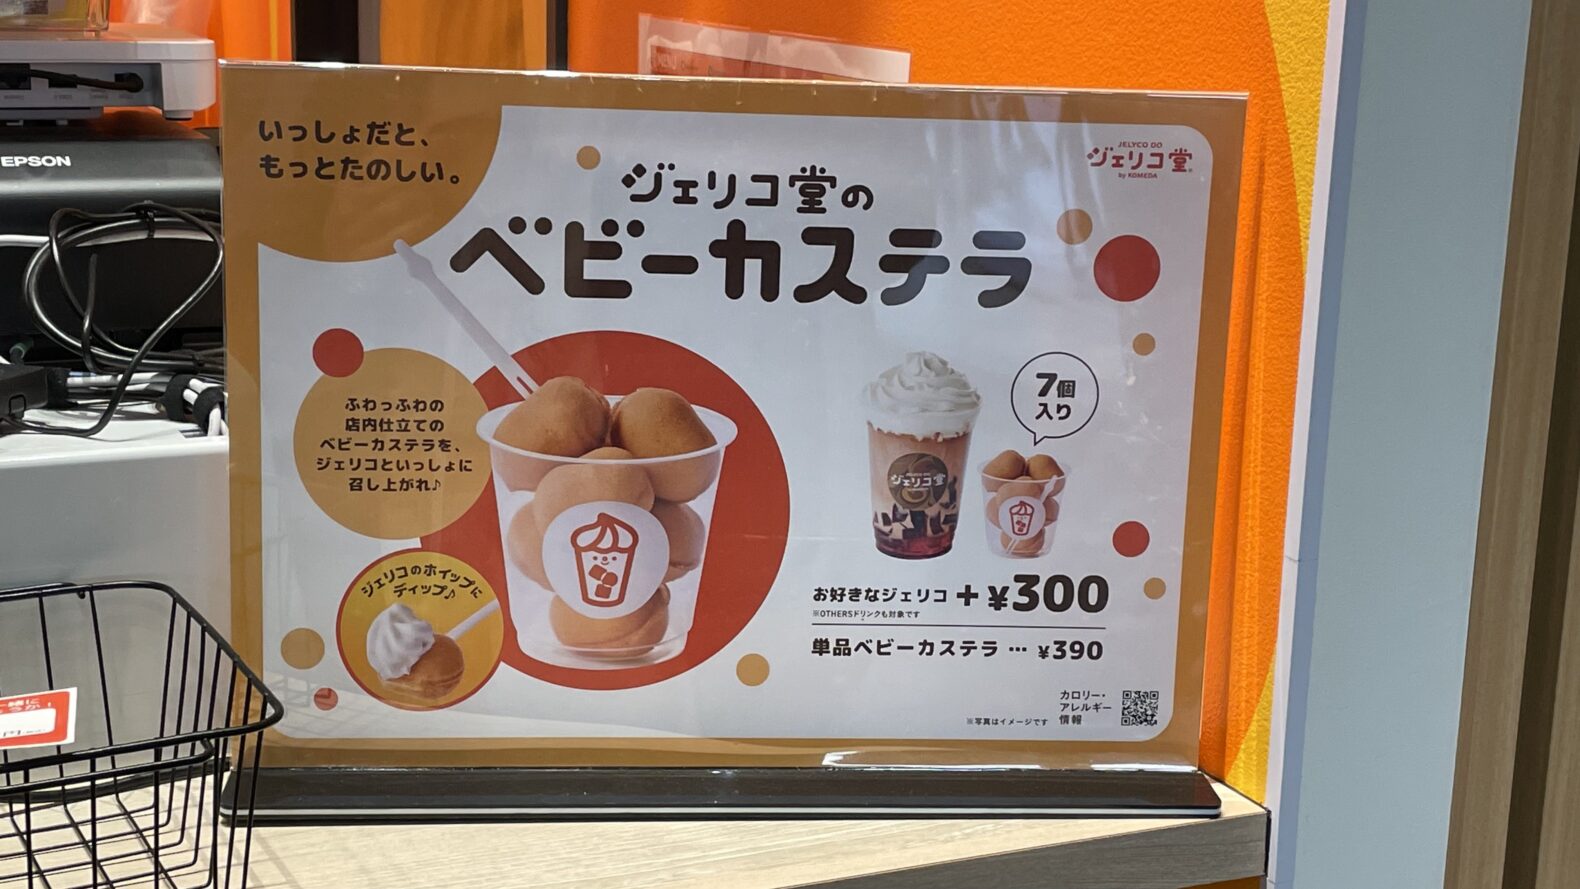 EPSON
いっしょだと、
もっとたのしい。
JELYCO DO
ジェリコ堂
by KOMEDA
ジェリコ堂の
ベビーカステラ
ふわっふわの
店内仕立ての
ベビーカステラを、
ジェリコといっしょに
召し上がれ♪
ジェリコのホイップに
ディップ♪
7個
入り
ジェリコ堂
お好きなジェリコ + ¥300
※OTHERSドリンクも対象です
単品ベビーカステラ … ¥390
カロリー・
アレルギー
情報
※写真はイメージです